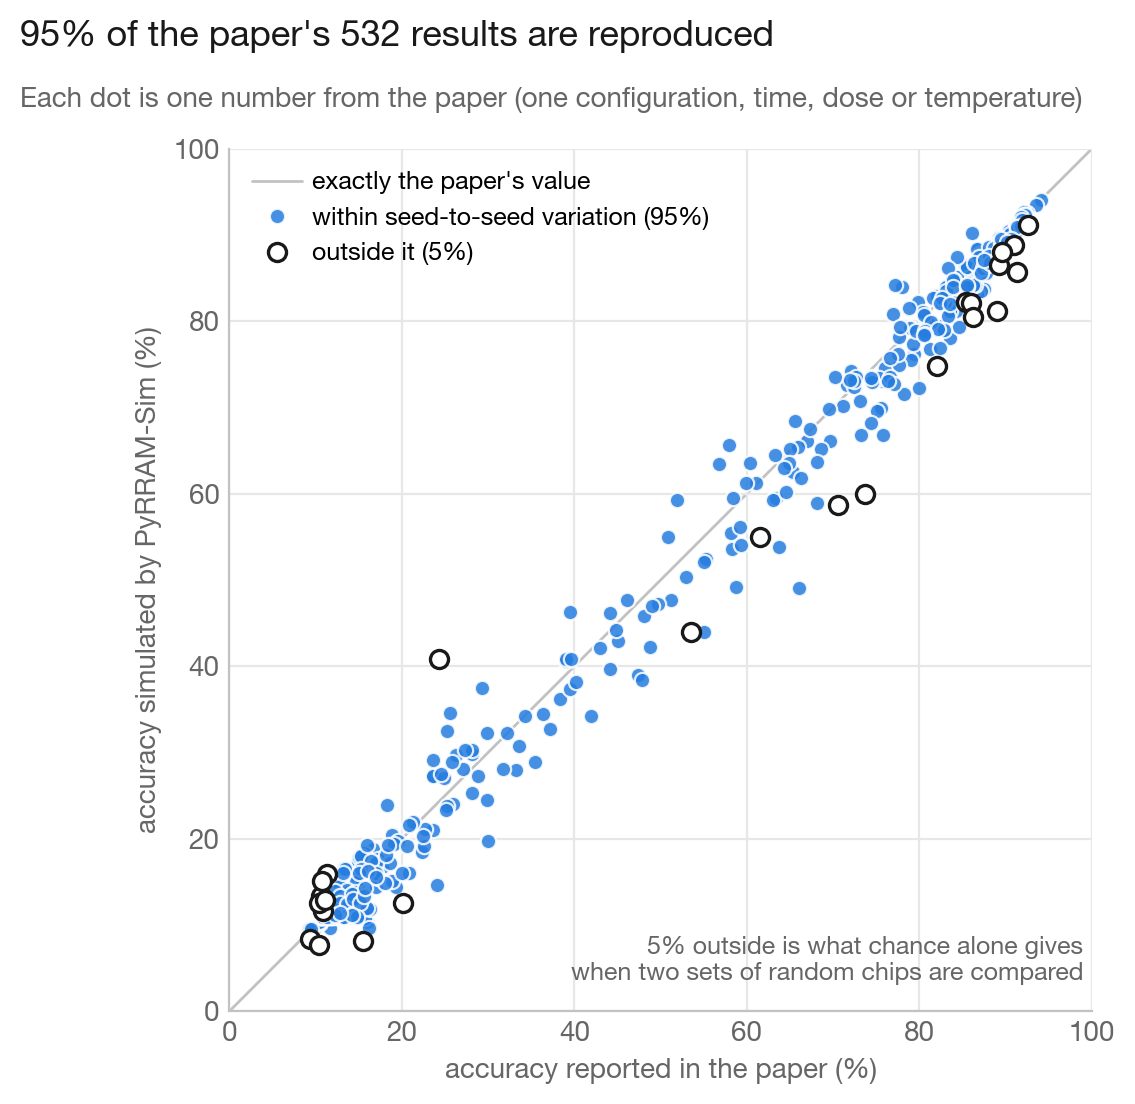 95% of the paper's 532 results are reproduced
Each dot is one number from the paper (one configuration, time, dose or temperature)
100
80
60
40
20
0
accuracy simulated by PyRRAM-Sim (%)
exactly the paper's value
within seed-to-seed variation (95%)
outside it (5%)
5% outside is what chance alone gives
when two sets of random chips are compared
0
20
40
60
80
100
accuracy reported in the paper (%)